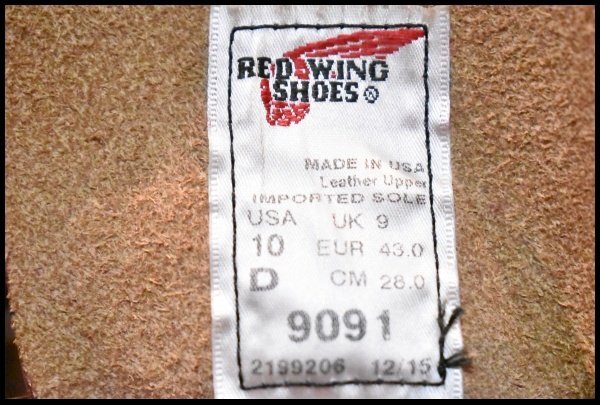 RED WING
SHOES®
MADE IN USA
Leather Upper
IMPORTED SOLE
USA UK 9
10 EUR 43.0
D CM 28.0
9091
2199206 12/15